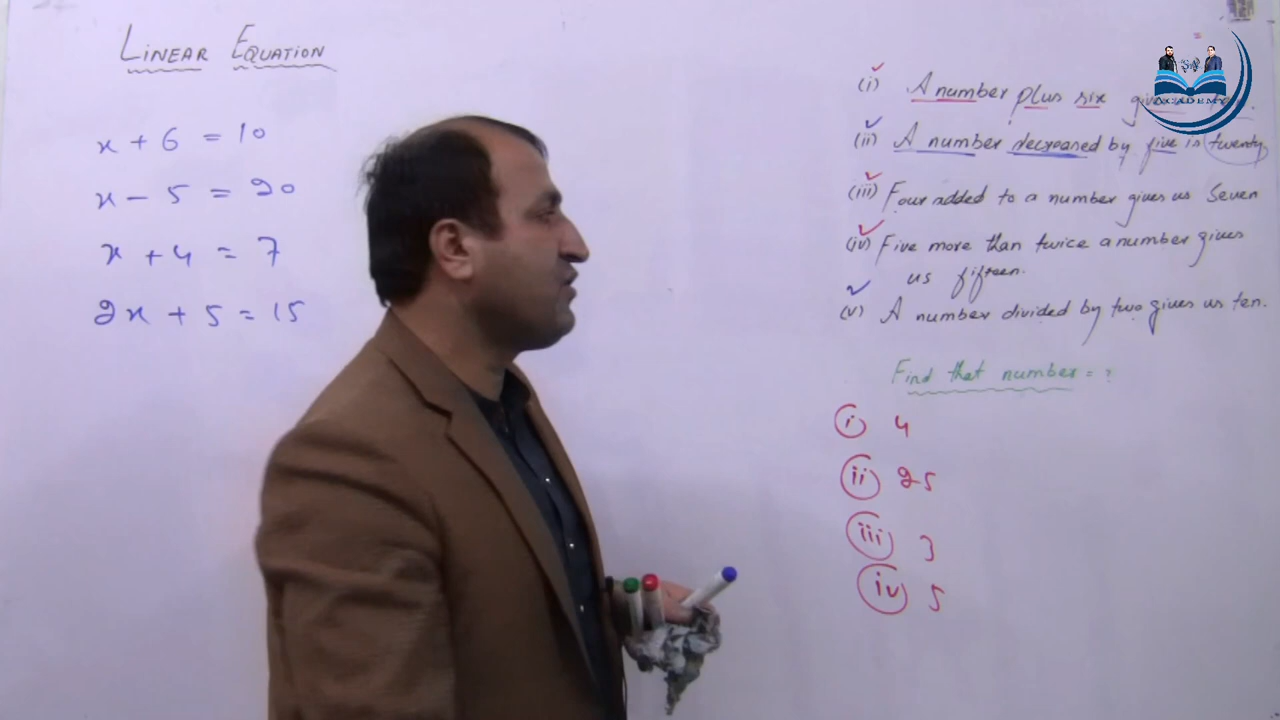 LINEAR EQUATION
x + 6 = 10
x - 5 = 20
x + 4 = 7
2x + 5 = 15
(i) A number plus six
(ii) A number decreased by five is twenty
(iii) Four added to a number gives us Seven
(iv) Five more than twice a number gives
us fifteen.
(v) A number divided by two gives us ten.
Find that number = ?
i 4
ii 25
iii 3
iv 5
ACADEMY